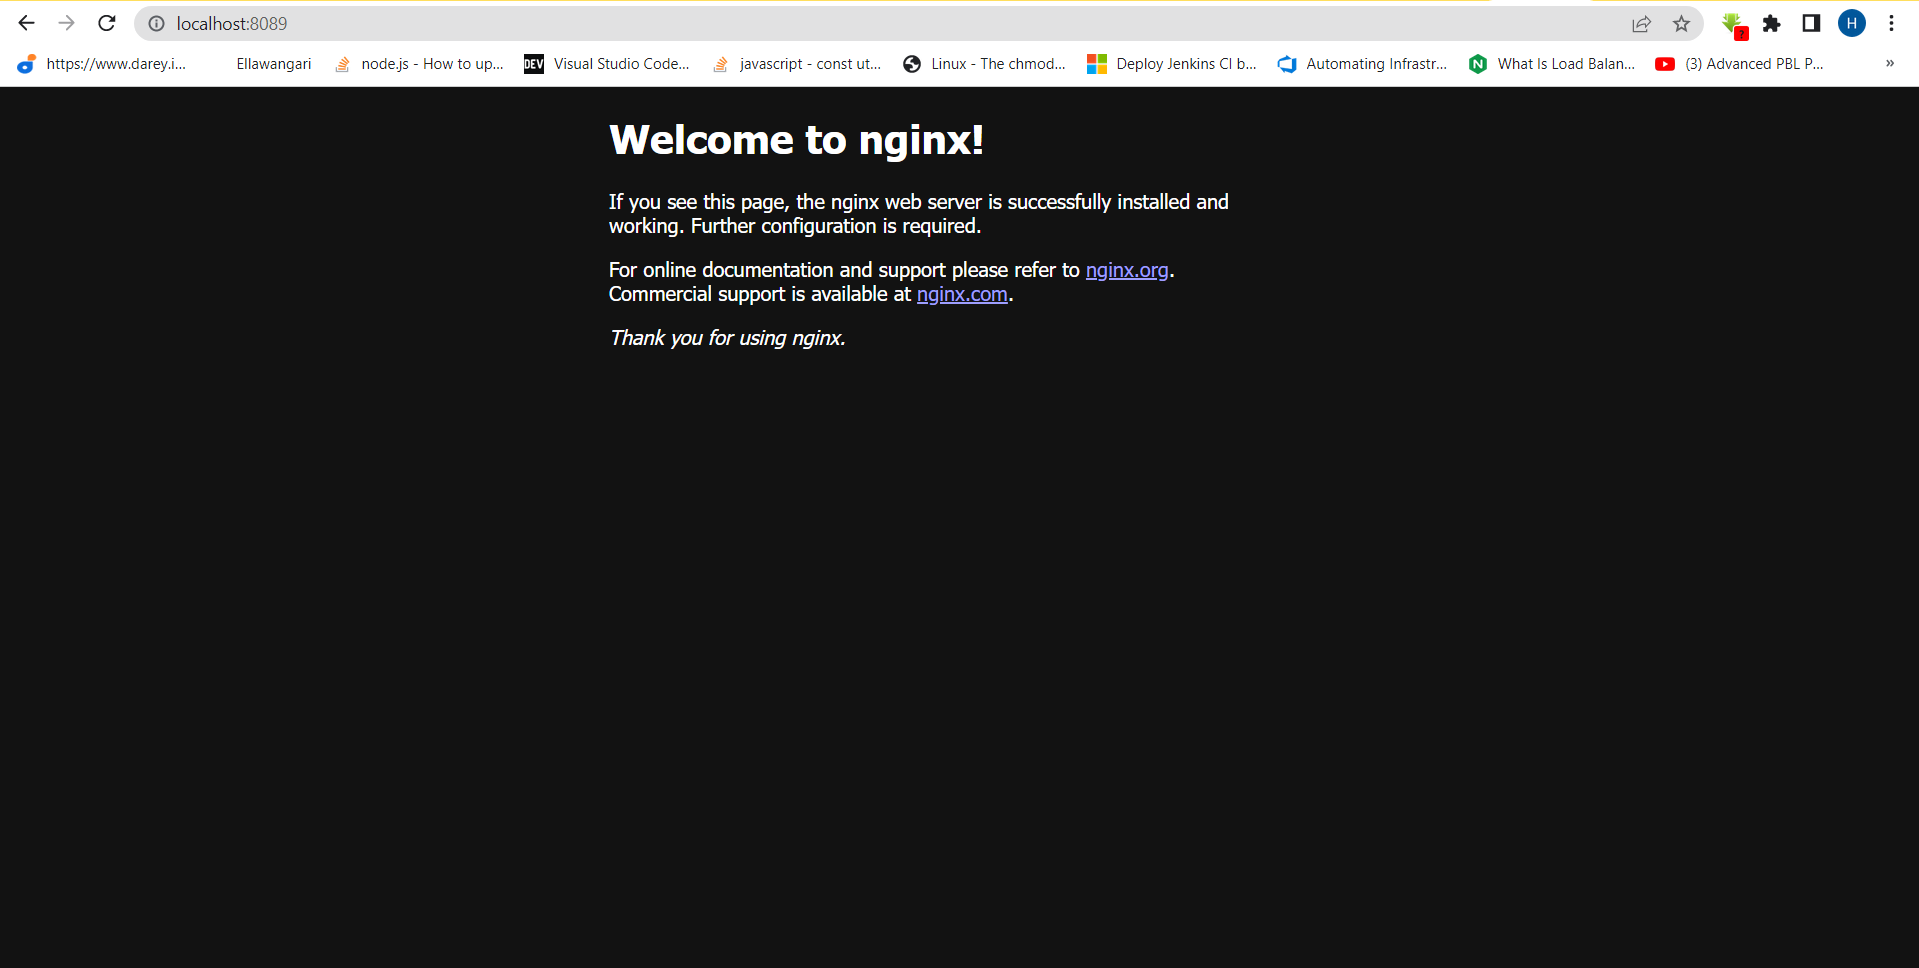 localhost:8089
H
https://www.darey.i... Ellawangari node.js - How to up... DEV Visual Studio Code... javascript - const ut... Linux - The chmod... Deploy Jenkins CI b... Automating Infrastr... N What Is Load Balan... (3) Advanced PBL P... »
Welcome to nginx!
If you see this page, the nginx web server is successfully installed and
working. Further configuration is required.
For online documentation and support please refer to nginx.org.
Commercial support is available at nginx.com.
Thank you for using nginx.